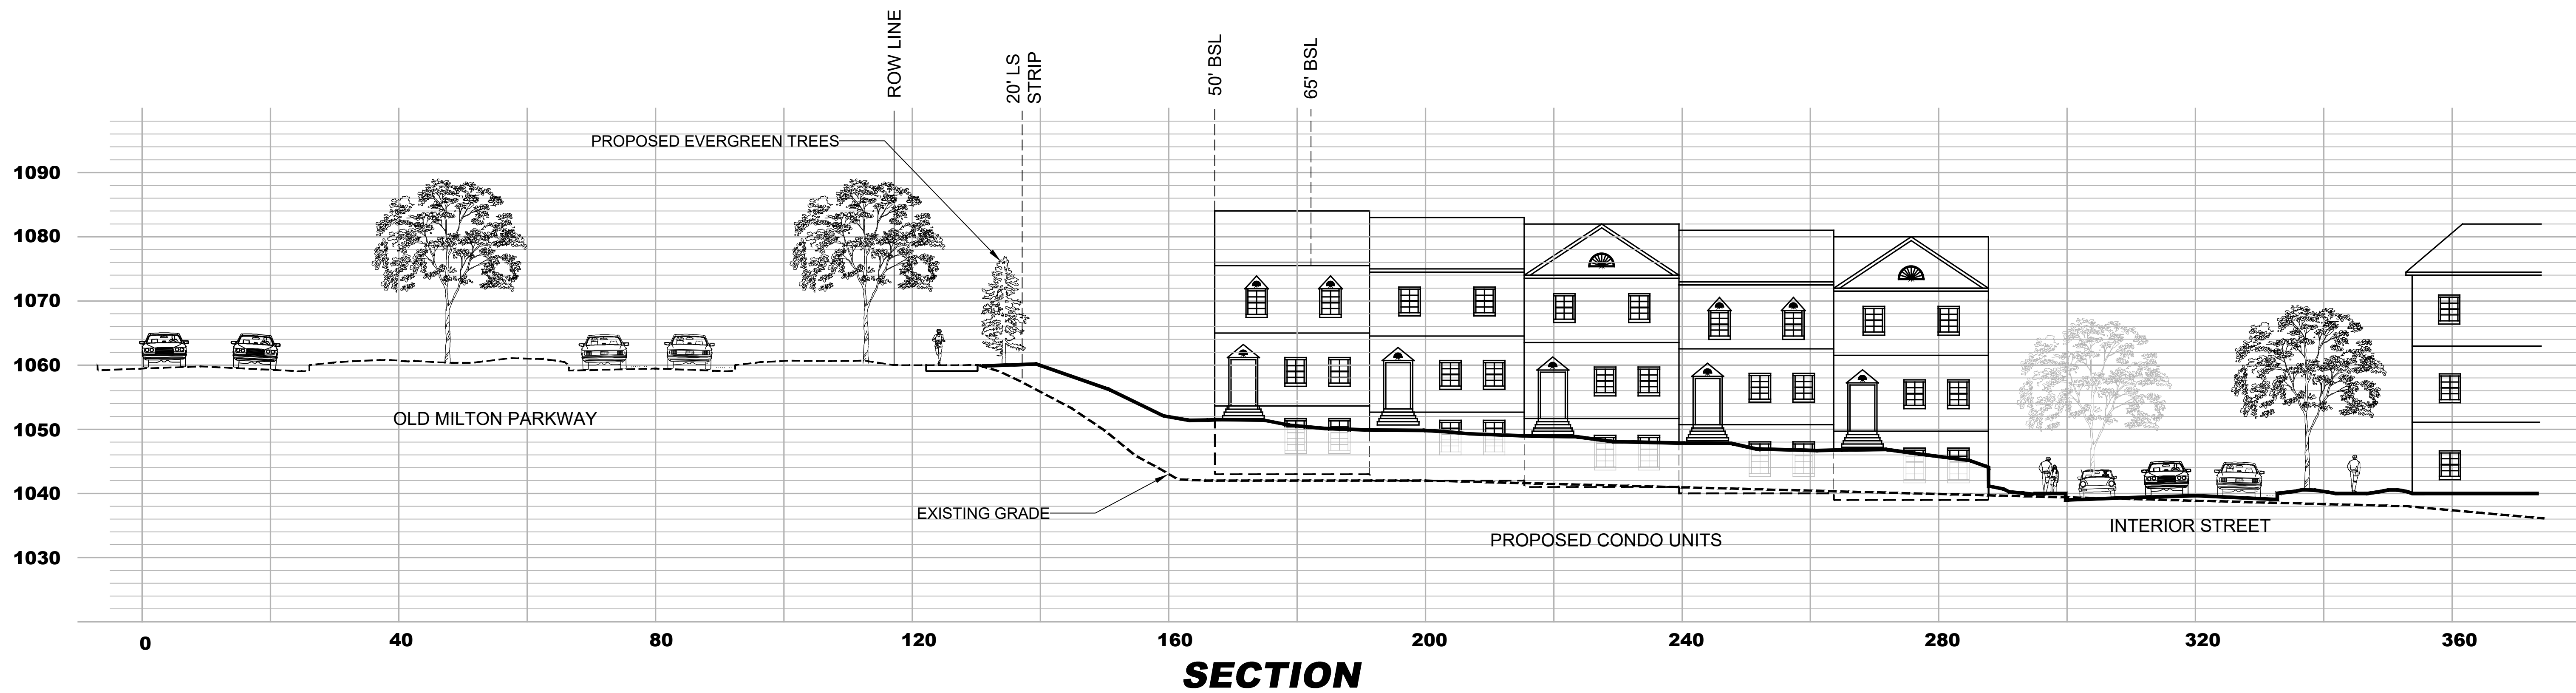 ROW LINE
20' LS
STRIP
50' BSL
65' BSL
PROPOSED EVERGREEN TREES
1090
1080
1070
1060
1050
1040
1030
OLD MILTON PARKWAY
EXISTING GRADE
PROPOSED CONDO UNITS
INTERIOR STREET
0 40 80 120 160 200 240 280 320 360
SECTION